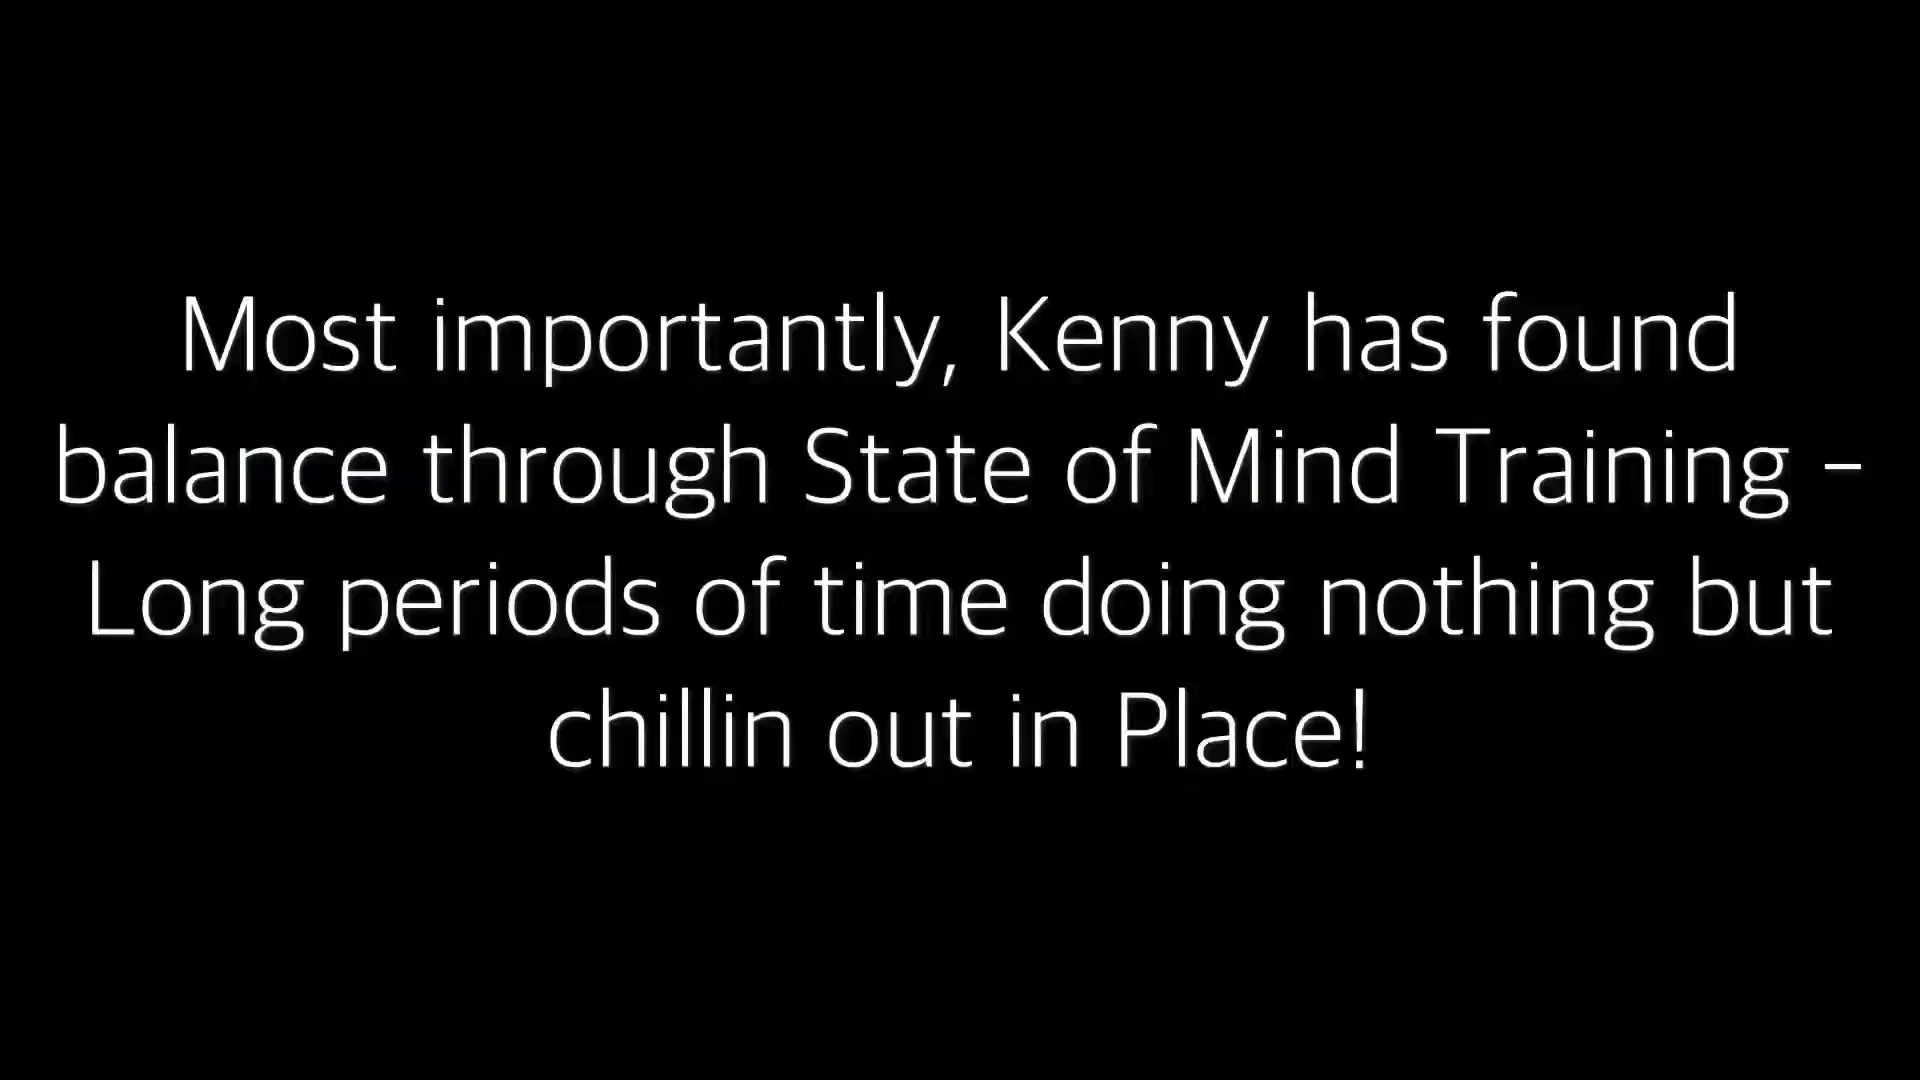 Most importantly, Kenny has found
balance through State of Mind Training -
Long periods of time doing nothing but
chillin out in Place!